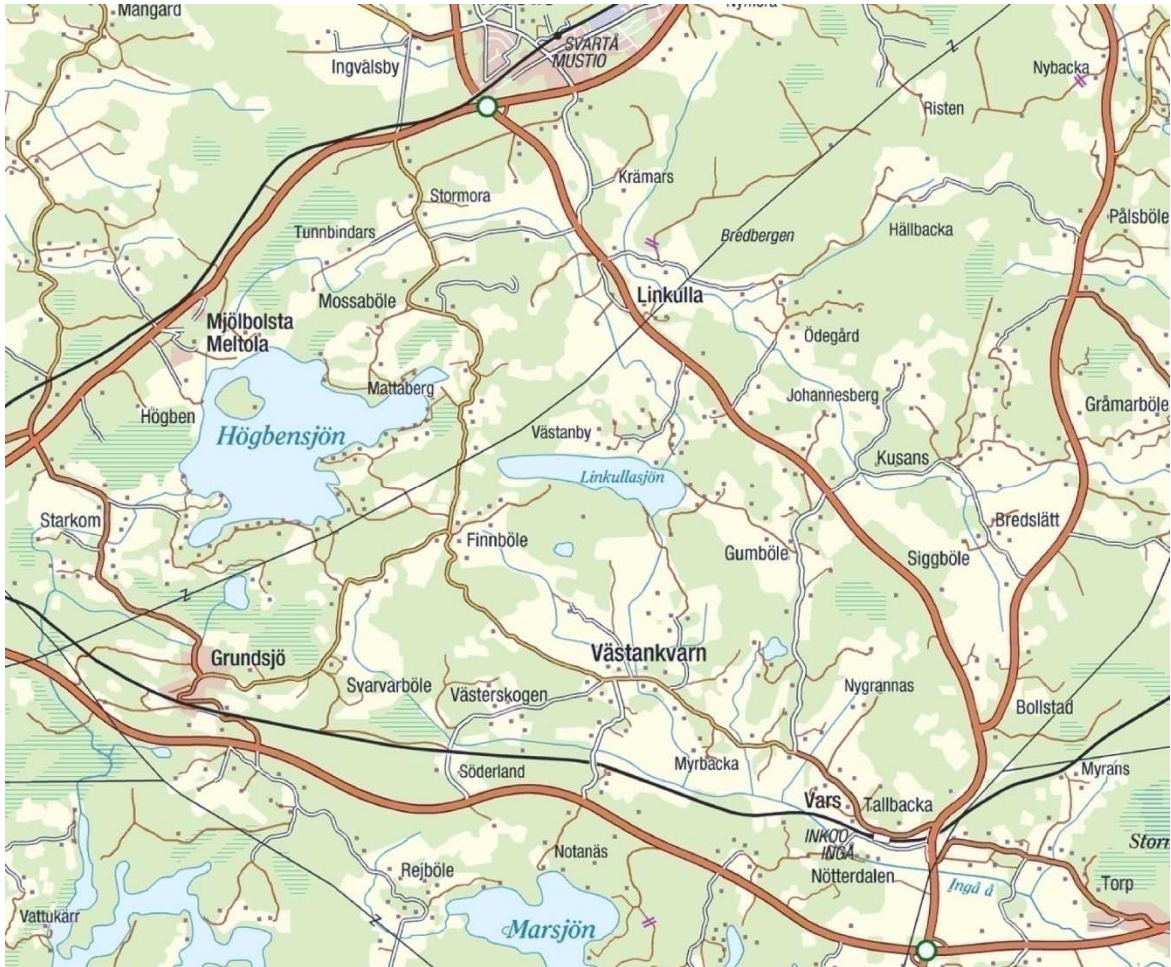 Mangård
SVARTÅ
MUSTIO
Ingvalsby
Nybacka
Risten
Krämars
Stormora
Pålsböle
Tunnbindars
Bredbergen
Hällbacka
Mossaböle
Linkulla
Mjölbolsta
Meltola
Ödegård
Mattaberg
Johannesberg
Högben
Gråmarböle
Högbensjön
Västanby
Kusans
Linkullasjön
Starkom
Bredslätt
Finnböle
Gumböle
Siggböle
Grundsjö
Västankvarn
Svarvarböle
Västerskogen
Nygrannas
Bollstad
Söderland
Myrbacka
Myrans
Vars
Tallbacka
INKOO
INGÅ
Notanäs
Rejböle
Nötterdalen
Ingå å
Torp
Vattukärr
Marsjön